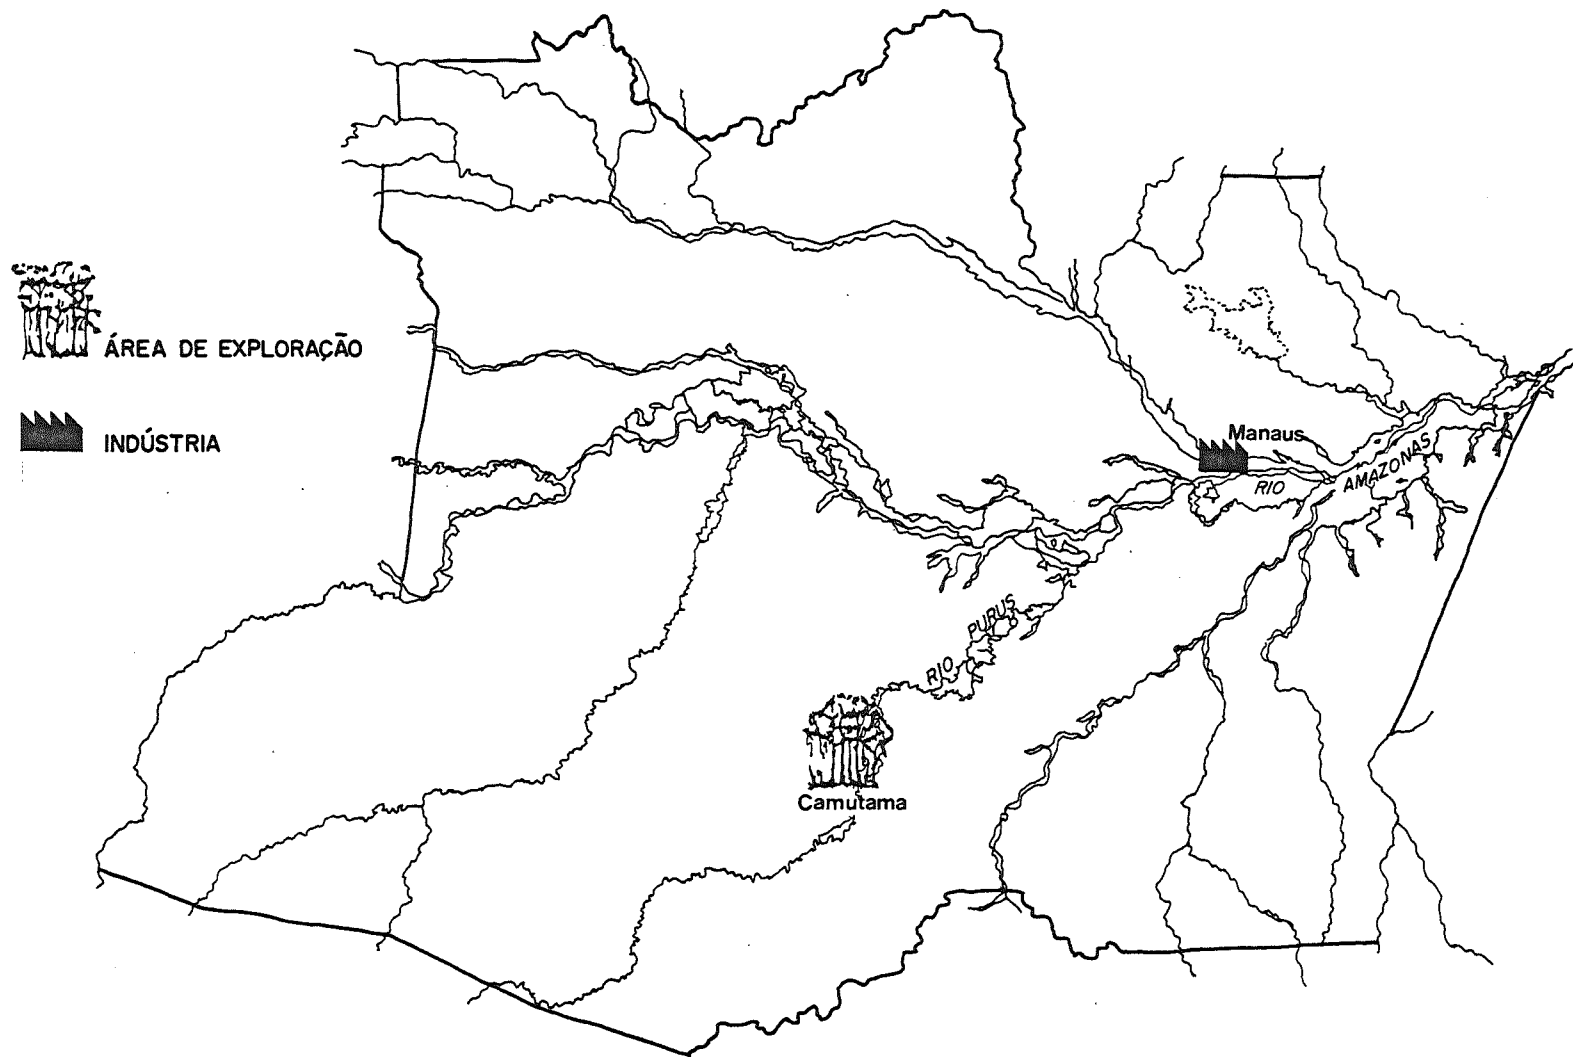 ÁREA DE EXPLORAÇÃO
INDÚSTRIA
Manaus
RIO AMAZONAS
RIO PURUS
Camutama